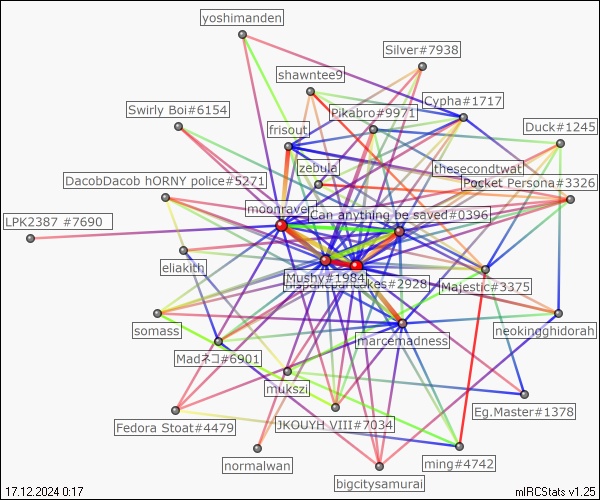 yoshimanden
Silver#7938
shawntee9
Cypha#1717
Swirly Boi#6154
Pikabro#9971
frisout
Duck#1245
zebula
thesecondtwat
DacobDacob hORNY police#5271
Pocket Persona#3326
moonraven
Can anything be saved#0396
LPK2387 #7690
eliakith
Mushy#1984
cakes#2928
Majestic#3375
somass
neokingghidorah
marcemadness
Madネコ#6901
mukszi
Eg.Master#1378
Fedora Stoat#4479
JKOUYH VIII#7034
normalwan
ming#4742
bigcitysamurai
17.12.2024 0:17
mIRCStats v1.25